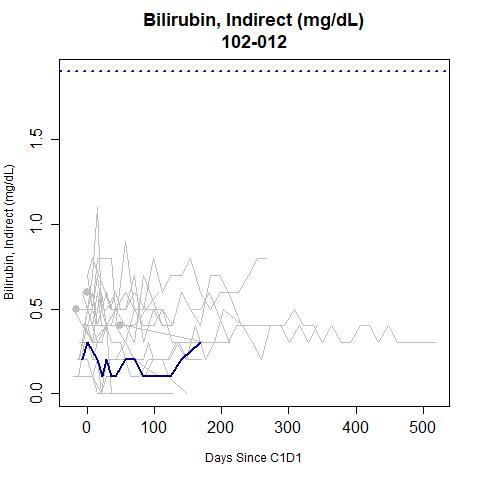 Bilirubin, Indirect (mg/dL)
102-012
Bilirubin, Indirect (mg/dL)
1.5
1.0
0.5
0.0
0 100 200 300 400 500
Days Since C1D1